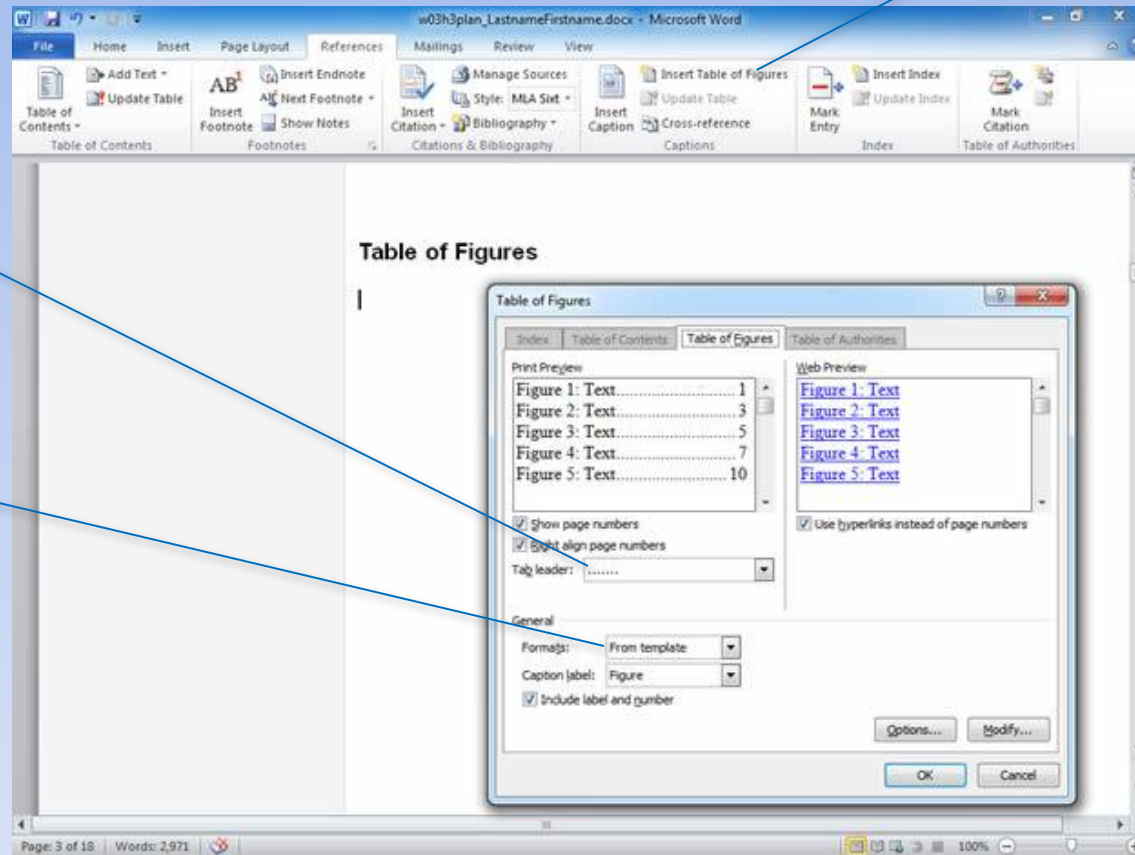 w03h3plan_LastnameFirstname.docx - Microsoft Word
File Home Insert Page Layout References Mailings Review View
Table of Contents
Add Text
Update Table
Table of Contents
AB1
Insert Footnote
Insert Endnote
Next Footnote
Show Notes
Footnotes
Insert Citation
Manage Sources
Style: MLA Sixt
Bibliography
Citations & Bibliography
Insert Caption
Insert Table of Figures
Update Table
Cross-reference
Captions
Mark Entry
Insert Index
Update Index
Index
Mark Citation
Table of Authorities
Table of Figures
Table of Figures
Index Table of Contents Table of Figures Table of Authorities
Print Preview
Figure 1: Text.............................. 1
Figure 2: Text.............................. 3
Figure 3: Text.............................. 5
Figure 4: Text.............................. 7
Figure 5: Text............................ 10
Web Preview
Figure 1: Text
Figure 2: Text
Figure 3: Text
Figure 4: Text
Figure 5: Text
Show page numbers
Right align page numbers
Tab leader: .......
Use hyperlinks instead of page numbers
General
Formats: From template
Caption label: Figure
Include label and number
Options... Modify...
OK Cancel
Page: 3 of 18 Words: 2,971 100%